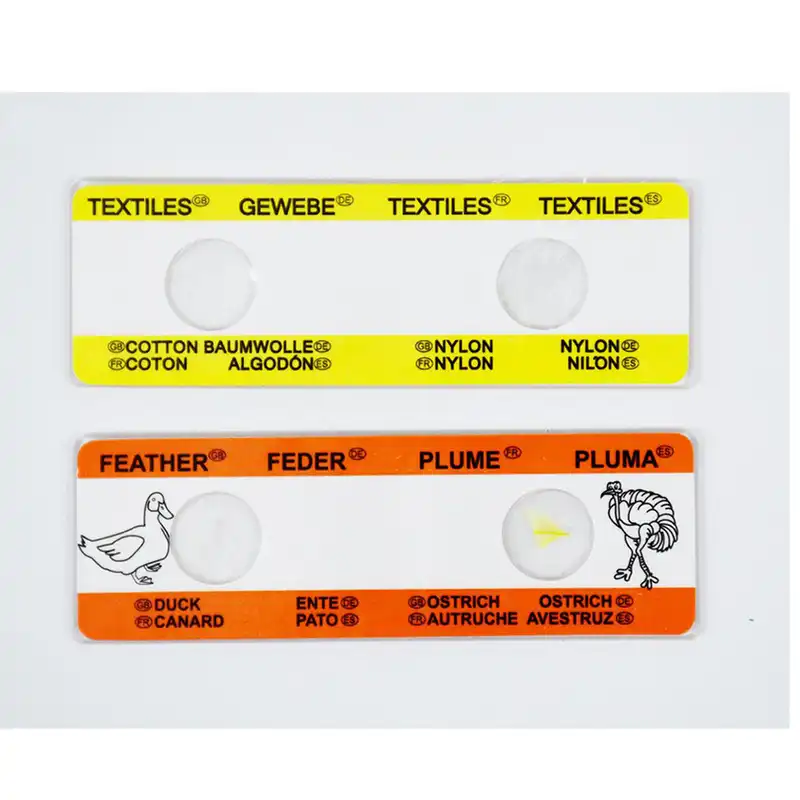 TEXTILES GB GEWEBE DE TEXTILES FR TEXTILES ES
GB COTTON BAUMWOLLE DE GB NYLON NYLON DE
FR COTON ALGODÓN ES FR NYLON NILÓN ES
FEATHER GB FEDER DE PLUME FR PLUMA ES
GB DUCK ENTE DE GB OSTRICH OSTRICH DE
FR CANARD PATO ES FR AUTRUCHE AVESTRUZ ES